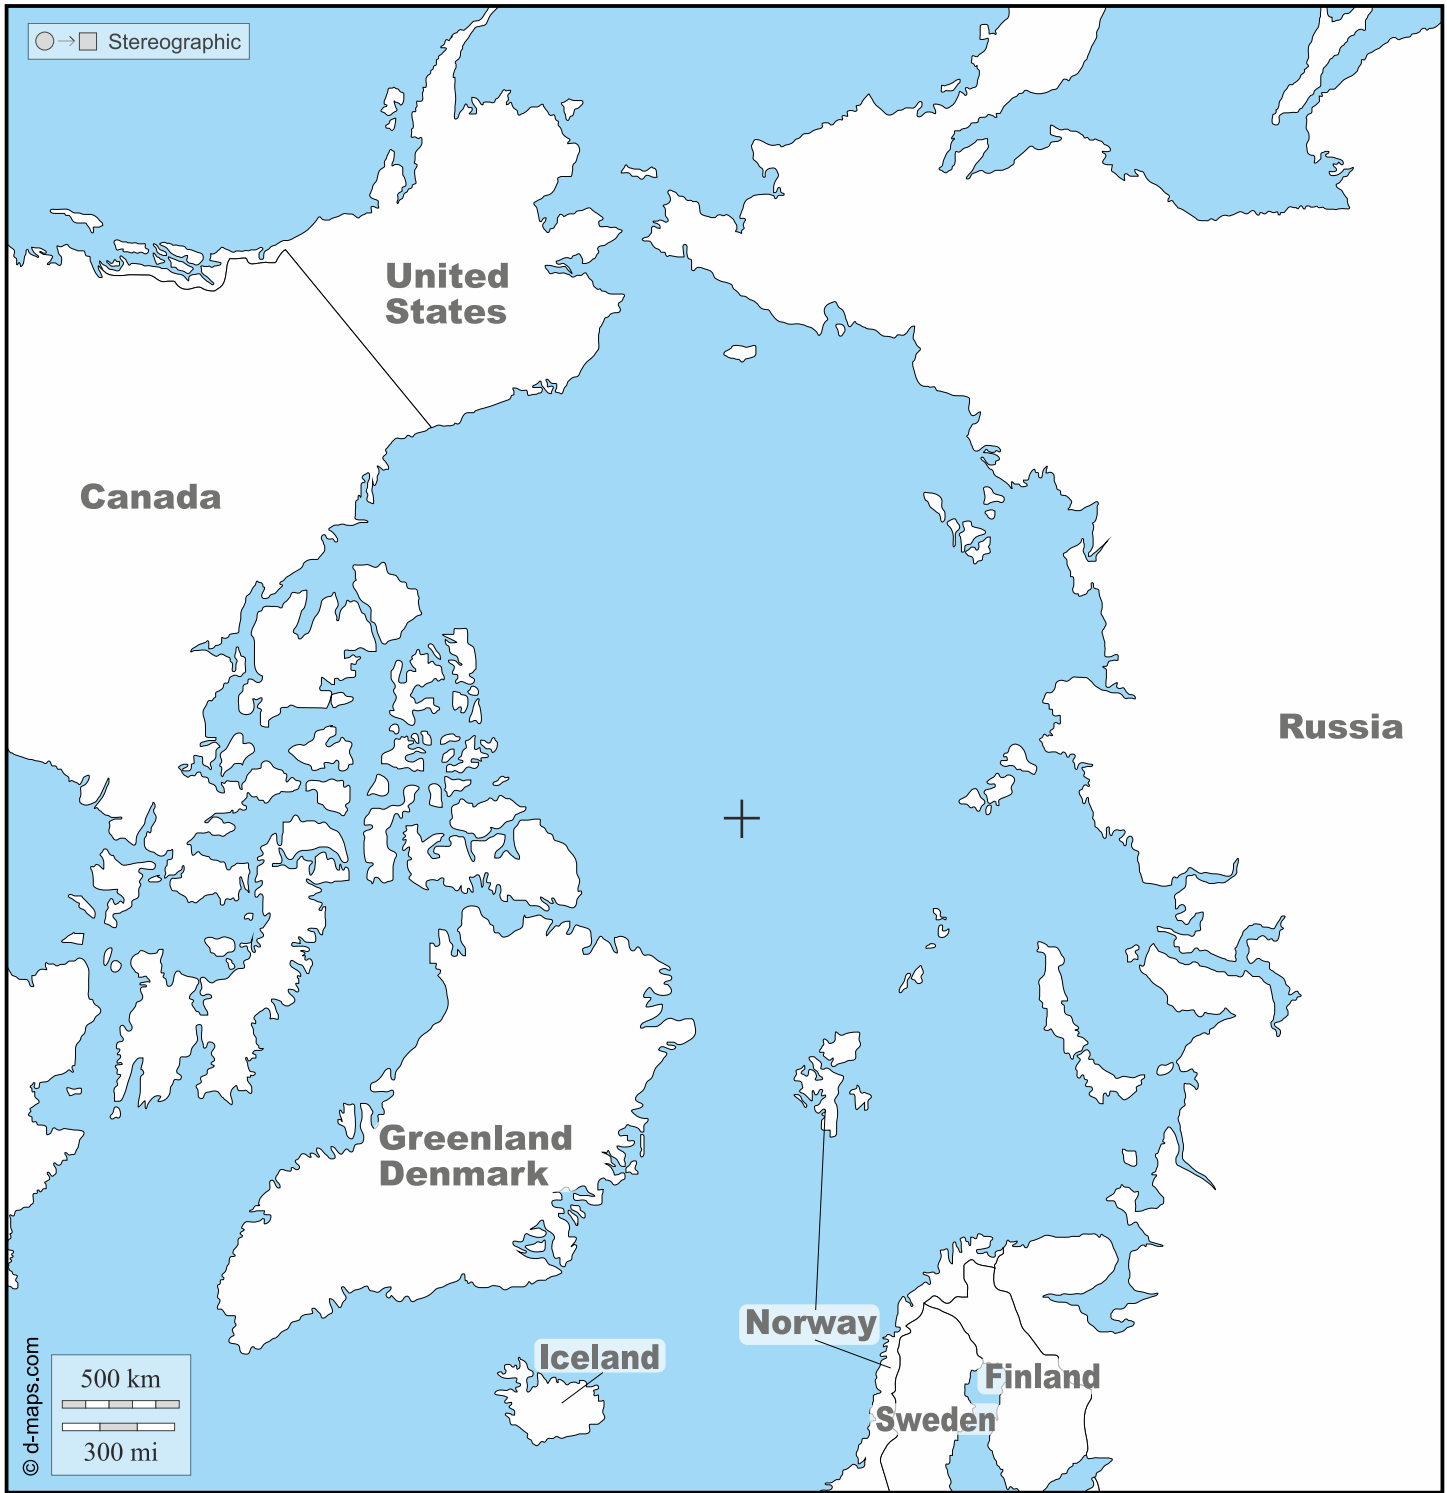 Stereographic
United
States
Canada
Russia
Greenland
Denmark
Norway
Iceland
Finland
Sweden
500 km
300 mi
© d-maps.com